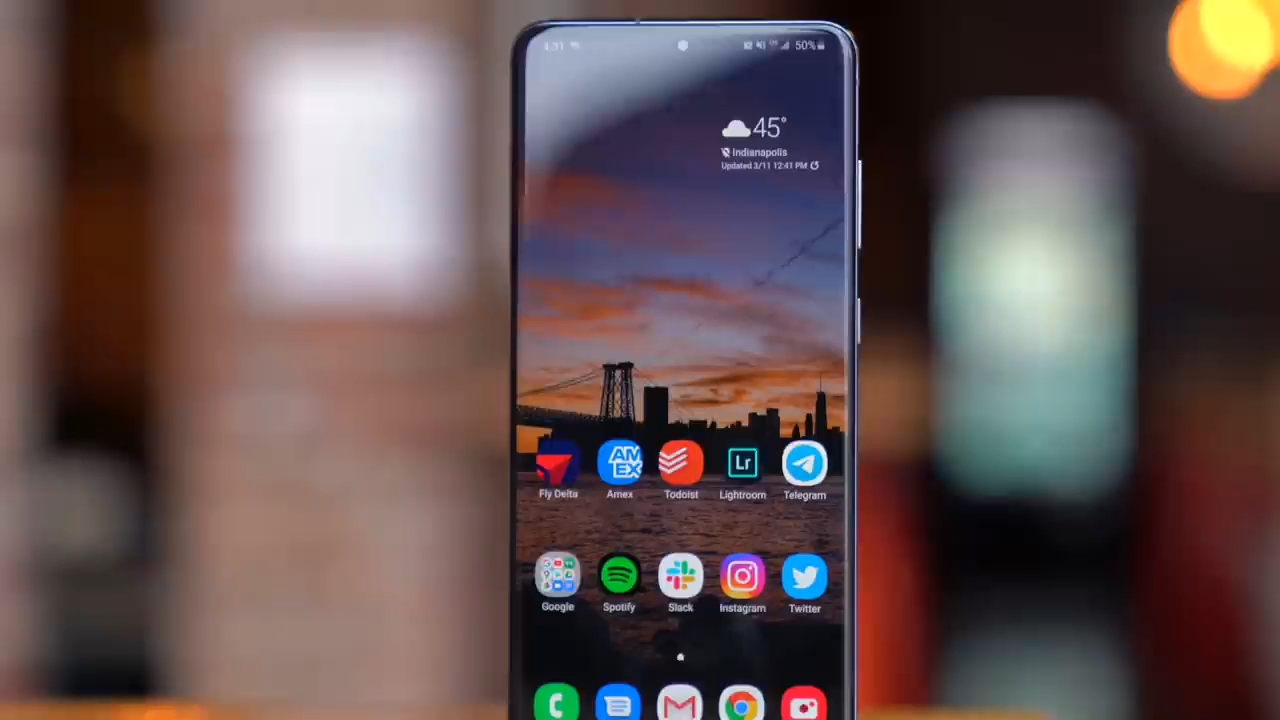 50%
45°
Indianapolis
Updated 3/11 12:41 PM
AM
EX
Lr
Fly Delta Amex Todoist Lightroom Telegram
Google Spotify Slack Instagram Twitter